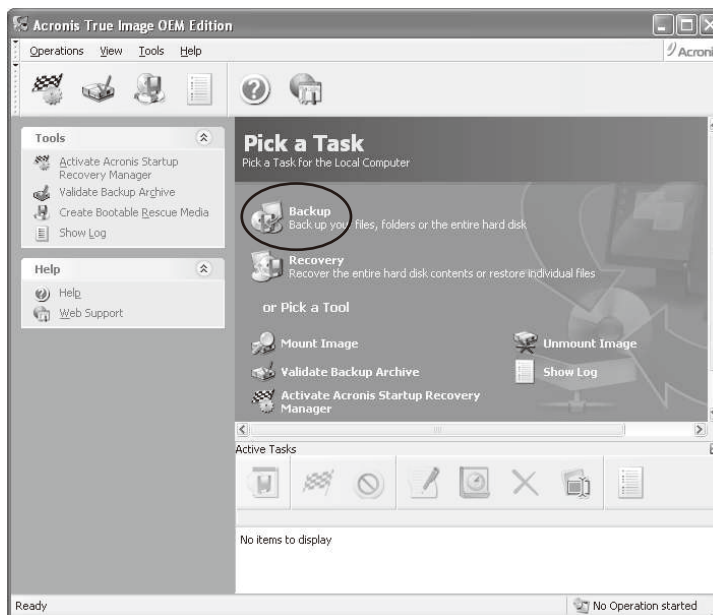 Acronis True Image OEM Edition
Operations View Tools Help
Acronis
Tools
Activate Acronis Startup
Recovery Manager
Validate Backup Archive
Create Bootable Rescue Media
Show Log
Help
Help
Web Support
Pick a Task
Pick a Task for the Local Computer
Backup
Back up your files, folders or the entire hard disk
Recovery
Recover the entire hard disk contents or restore individual files
or Pick a Tool
Mount Image
Unmount Image
Validate Backup Archive
Show Log
Activate Acronis Startup Recovery
Manager
Active Tasks
No items to display
Ready
No Operation started